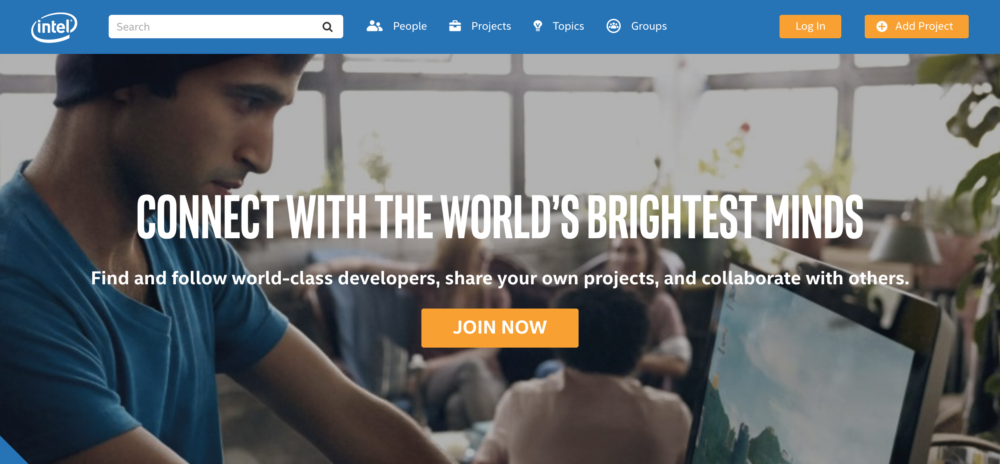 intel
Search
People
Projects
Topics
Groups
Log In
Add Project
CONNECT WITH THE WORLD’S BRIGHTEST MINDS
Find and follow world-class developers, share your own projects, and collaborate with others.
JOIN NOW